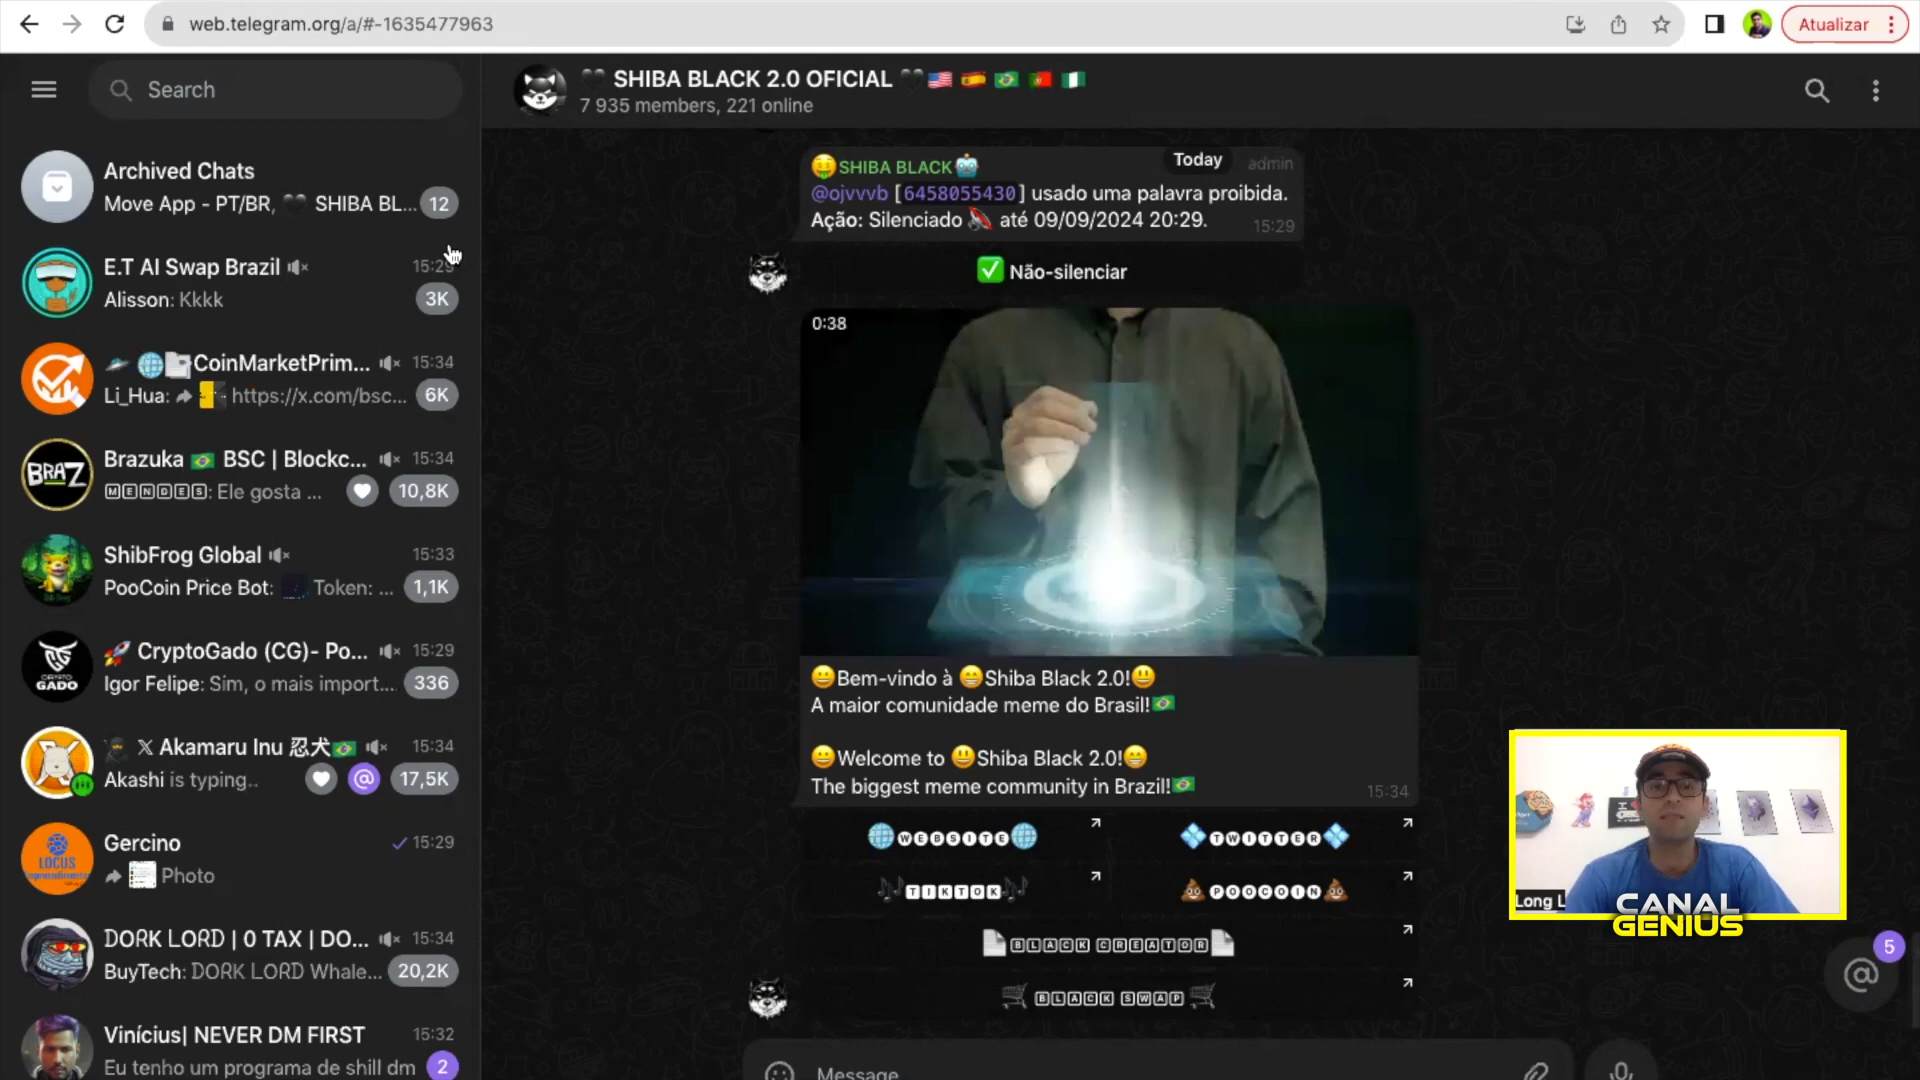 web.telegram.org/a/#-1635477963
Atualizar
Search
Archived Chats
Move App - PT/BR, 🖤 SHIBA BL... 12
E.T AI Swap Brazil 15:29
Alisson: Kkkk 3K
CoinMarketPrim... 15:34
Li_Hua: https://x.com/bsc... 6K
BRAZ
Brazuka 🇧🇷 BSC | Blockc... 15:34
🄼🄴🄽🄳🄴🅂: Ele gosta ... 10,8K
ShibFrog Global 15:33
PooCoin Price Bot: Token: ... 1,1K
CRYPTO
GADO
🚀 CryptoGado (CG)- Po... 15:29
Igor Felipe: Sim, o mais import... 336
𝕏 Akamaru Inu 忍犬🇧🇷 15:34
Akashi is typing.. @ 17,5K
LOCUS
Gercino 15:29
Photo
DORK LORD | 0 TAX | DO... 15:34
BuyTech: DORK LORD Whale... 20,2K
Vinícius| NEVER DM FIRST 15:32
Eu tenho um programa de shill dm 2
🖤 SHIBA BLACK 2.0 OFICIAL 🖤🇺🇸 🇪🇸 🇧🇷 🇵🇹 🇳🇬
7 935 members, 221 online
Today
🤑SHIBA BLACK🤖 admin
@ojvvvb [6458055430] usado uma palavra proibida.
Ação: Silenciado 🔇 até 09/09/2024 20:29. 15:29
✅ Não-silenciar
0:38
😀Bem-vindo à 😁Shiba Black 2.0!😃
A maior comunidade meme do Brasil!🇧🇷
😀Welcome to 😃Shiba Black 2.0!😁
The biggest meme community in Brazil!🇧🇷 15:34
🌐🅦🅔🅑🅢🅘🅣🅔🌐
💠🅣🅦🅘🅣🅣🅔🅡💠
🎶🆃🅸🅺🆃🅾🅺🎶
💩🅟🅞🅞🅒🅞🅘🅝💩
📄🄱🄻🄰🄲🄺 🄲🅁🄴🄰🅃🄾🅁📄
🛒🄱🄻🄰🄲🄺 🅂🅆🄰🄿🛒
Message
Long L
CANAL
GENIUS
5
@